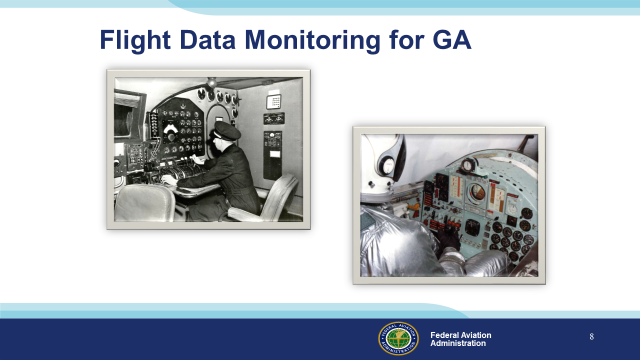 Flight Data Monitoring for GA
Federal Aviation
Administration
8